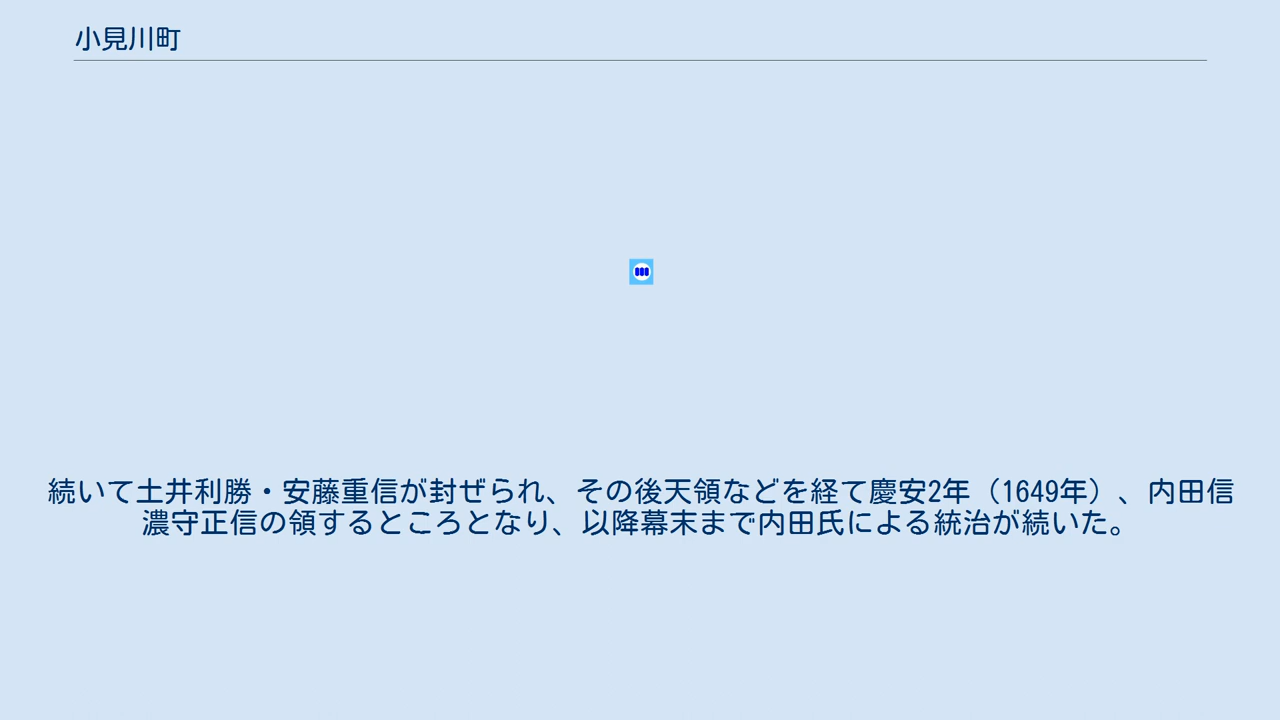 小見川町
続いて土井利勝・安藤重信が封ぜられ、その後天領などを経て慶安2年（1649年）、内田信
濃守正信の領するところとなり、以降幕末まで内田氏による統治が続いた。